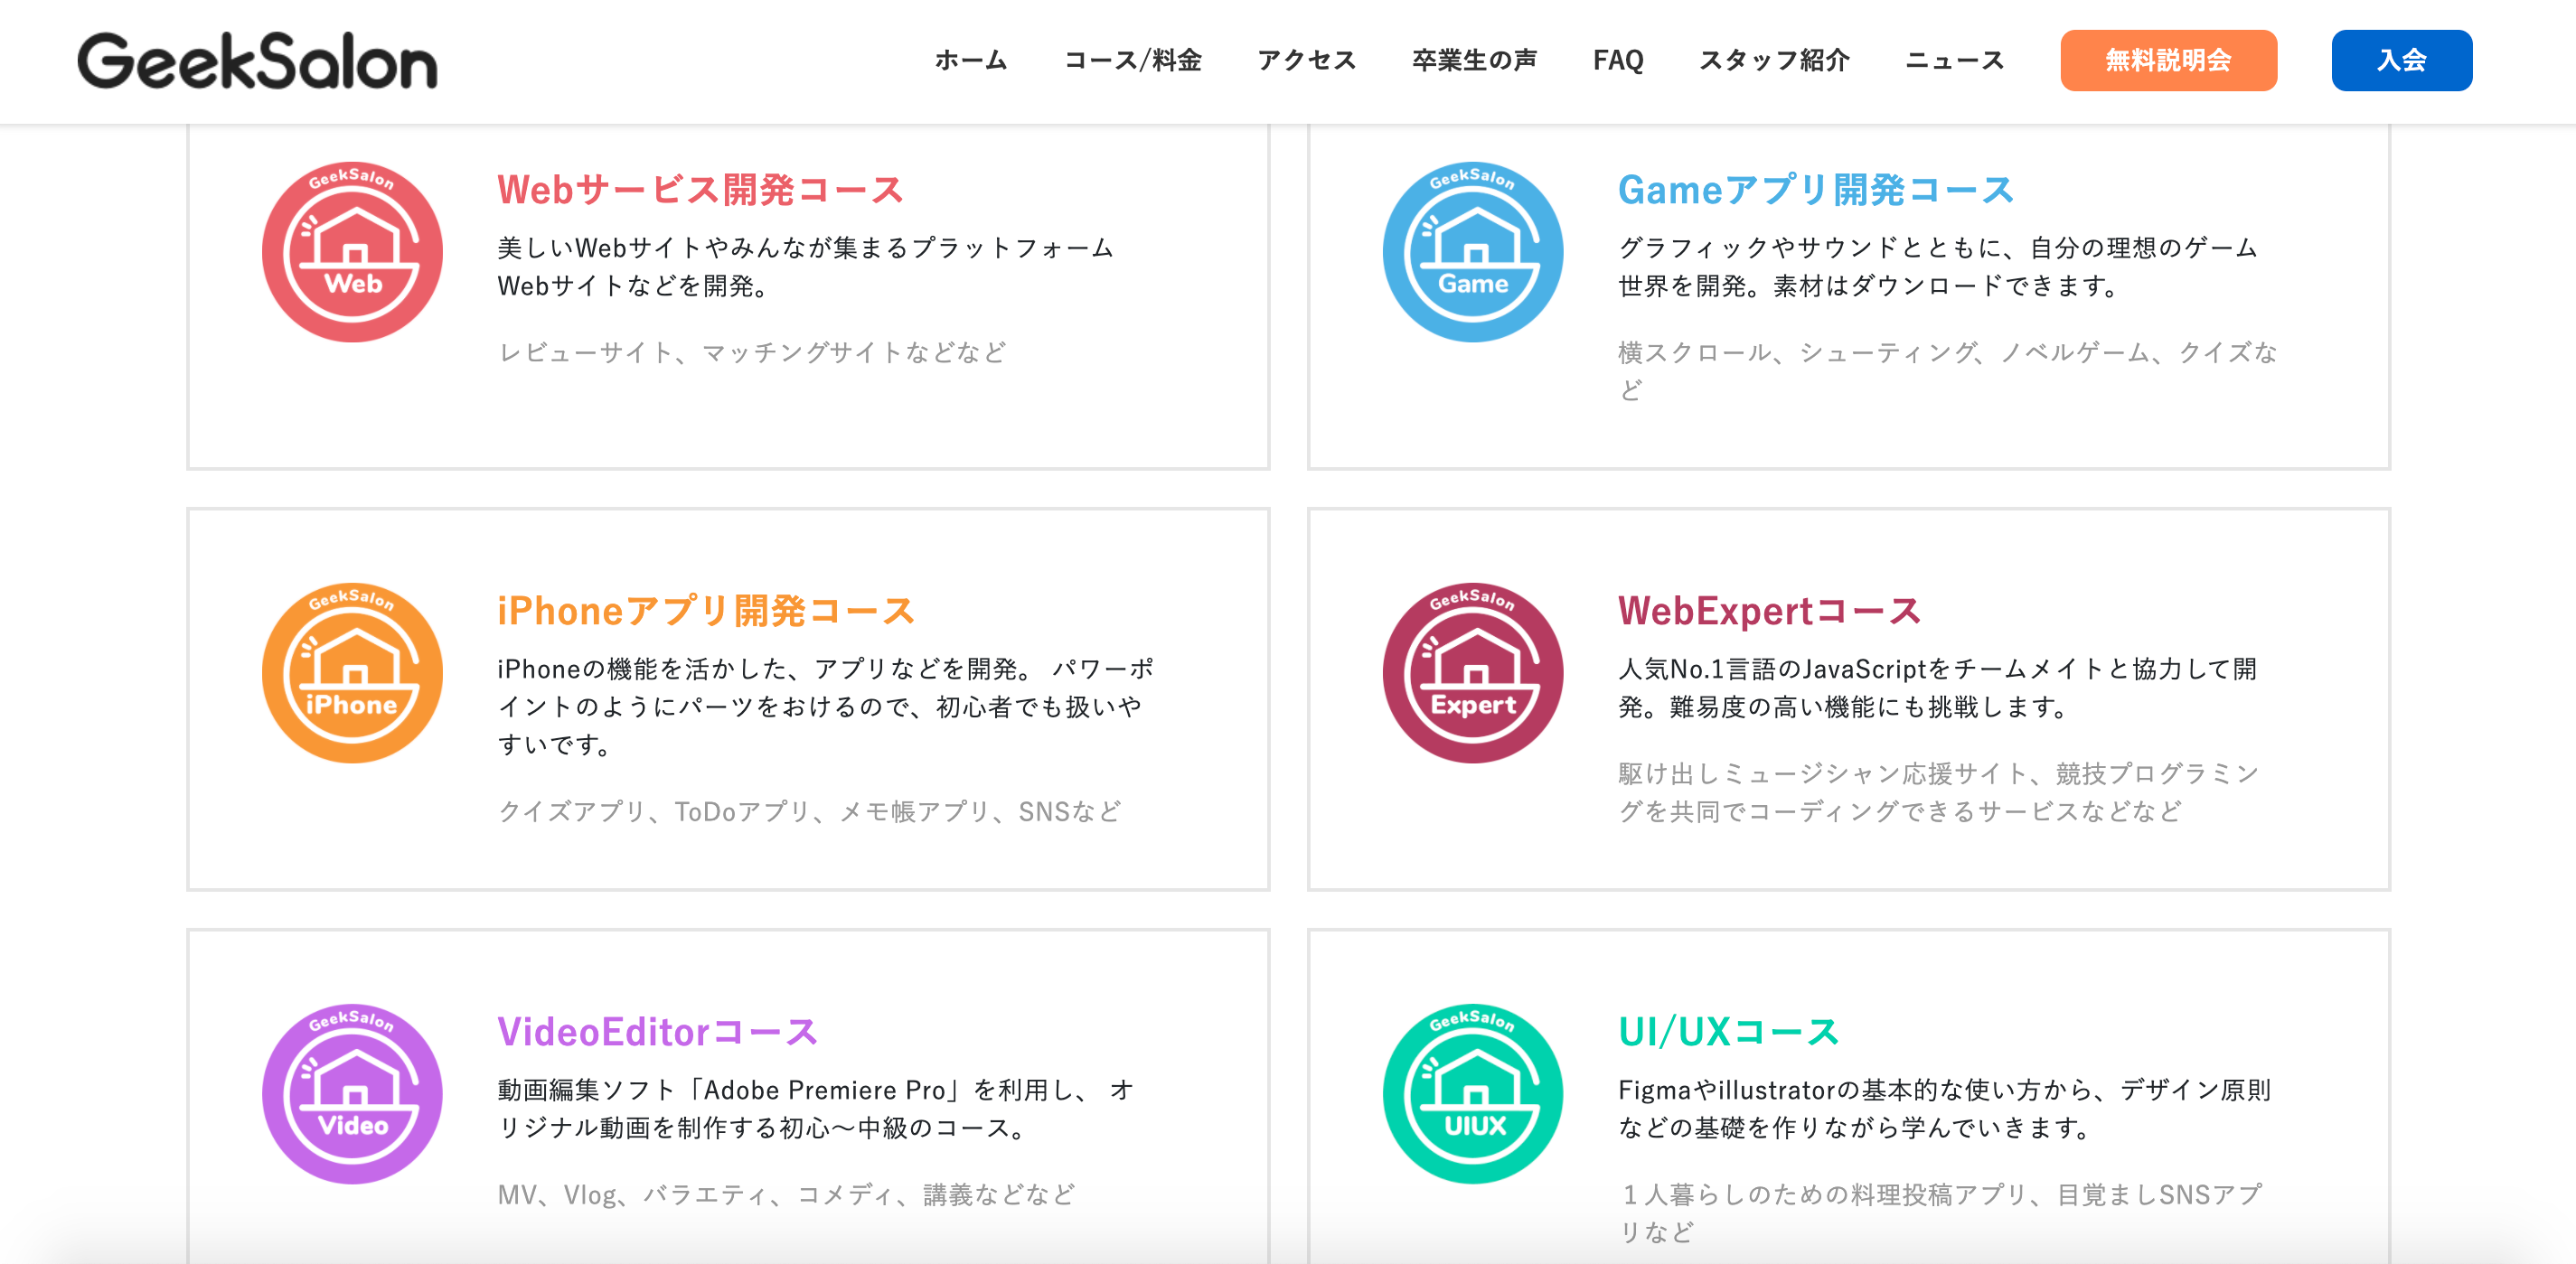 GeekSalon
ホーム
コース/料金
アクセス
卒業生の声
FAQ
スタッフ紹介
ニュース
無料説明会
入会
GeekSalon
Web
Webサービス開発コース
美しいWebサイトやみんなが集まるプラットフォーム
Webサイトなどを開発。
レビューサイト、マッチングサイトなどなど
GeekSalon
Game
Gameアプリ開発コース
グラフィックやサウンドとともに、自分の理想のゲーム
世界を開発。素材はダウンロードできます。
横スクロール、シューティング、ノベルゲーム、クイズな
ど
GeekSalon
iPhone
iPhoneアプリ開発コース
iPhoneの機能を活かした、アプリなどを開発。 パワーポ
イントのようにパーツをおけるので、初心者でも扱いや
すいです。
クイズアプリ、ToDoアプリ、メモ帳アプリ、SNSなど
GeekSalon
Expert
WebExpertコース
人気No.1言語のJavaScriptをチームメイトと協力して開
発。難易度の高い機能にも挑戦します。
駆け出しミュージシャン応援サイト、競技プログラミン
グを共同でコーディングできるサービスなどなど
GeekSalon
Video
VideoEditorコース
動画編集ソフト「Adobe Premiere Pro」を利用し、 オ
リジナル動画を制作する初心〜中級のコース。
MV、Vlog、バラエティ、コメディ、講義などなど
GeekSalon
UIUX
UI/UXコース
Figmaやillustratorの基本的な使い方から、デザイン原則
などの基礎を作りながら学んでいきます。
１人暮らしのための料理投稿アプリ、目覚ましSNSアプ
リなど